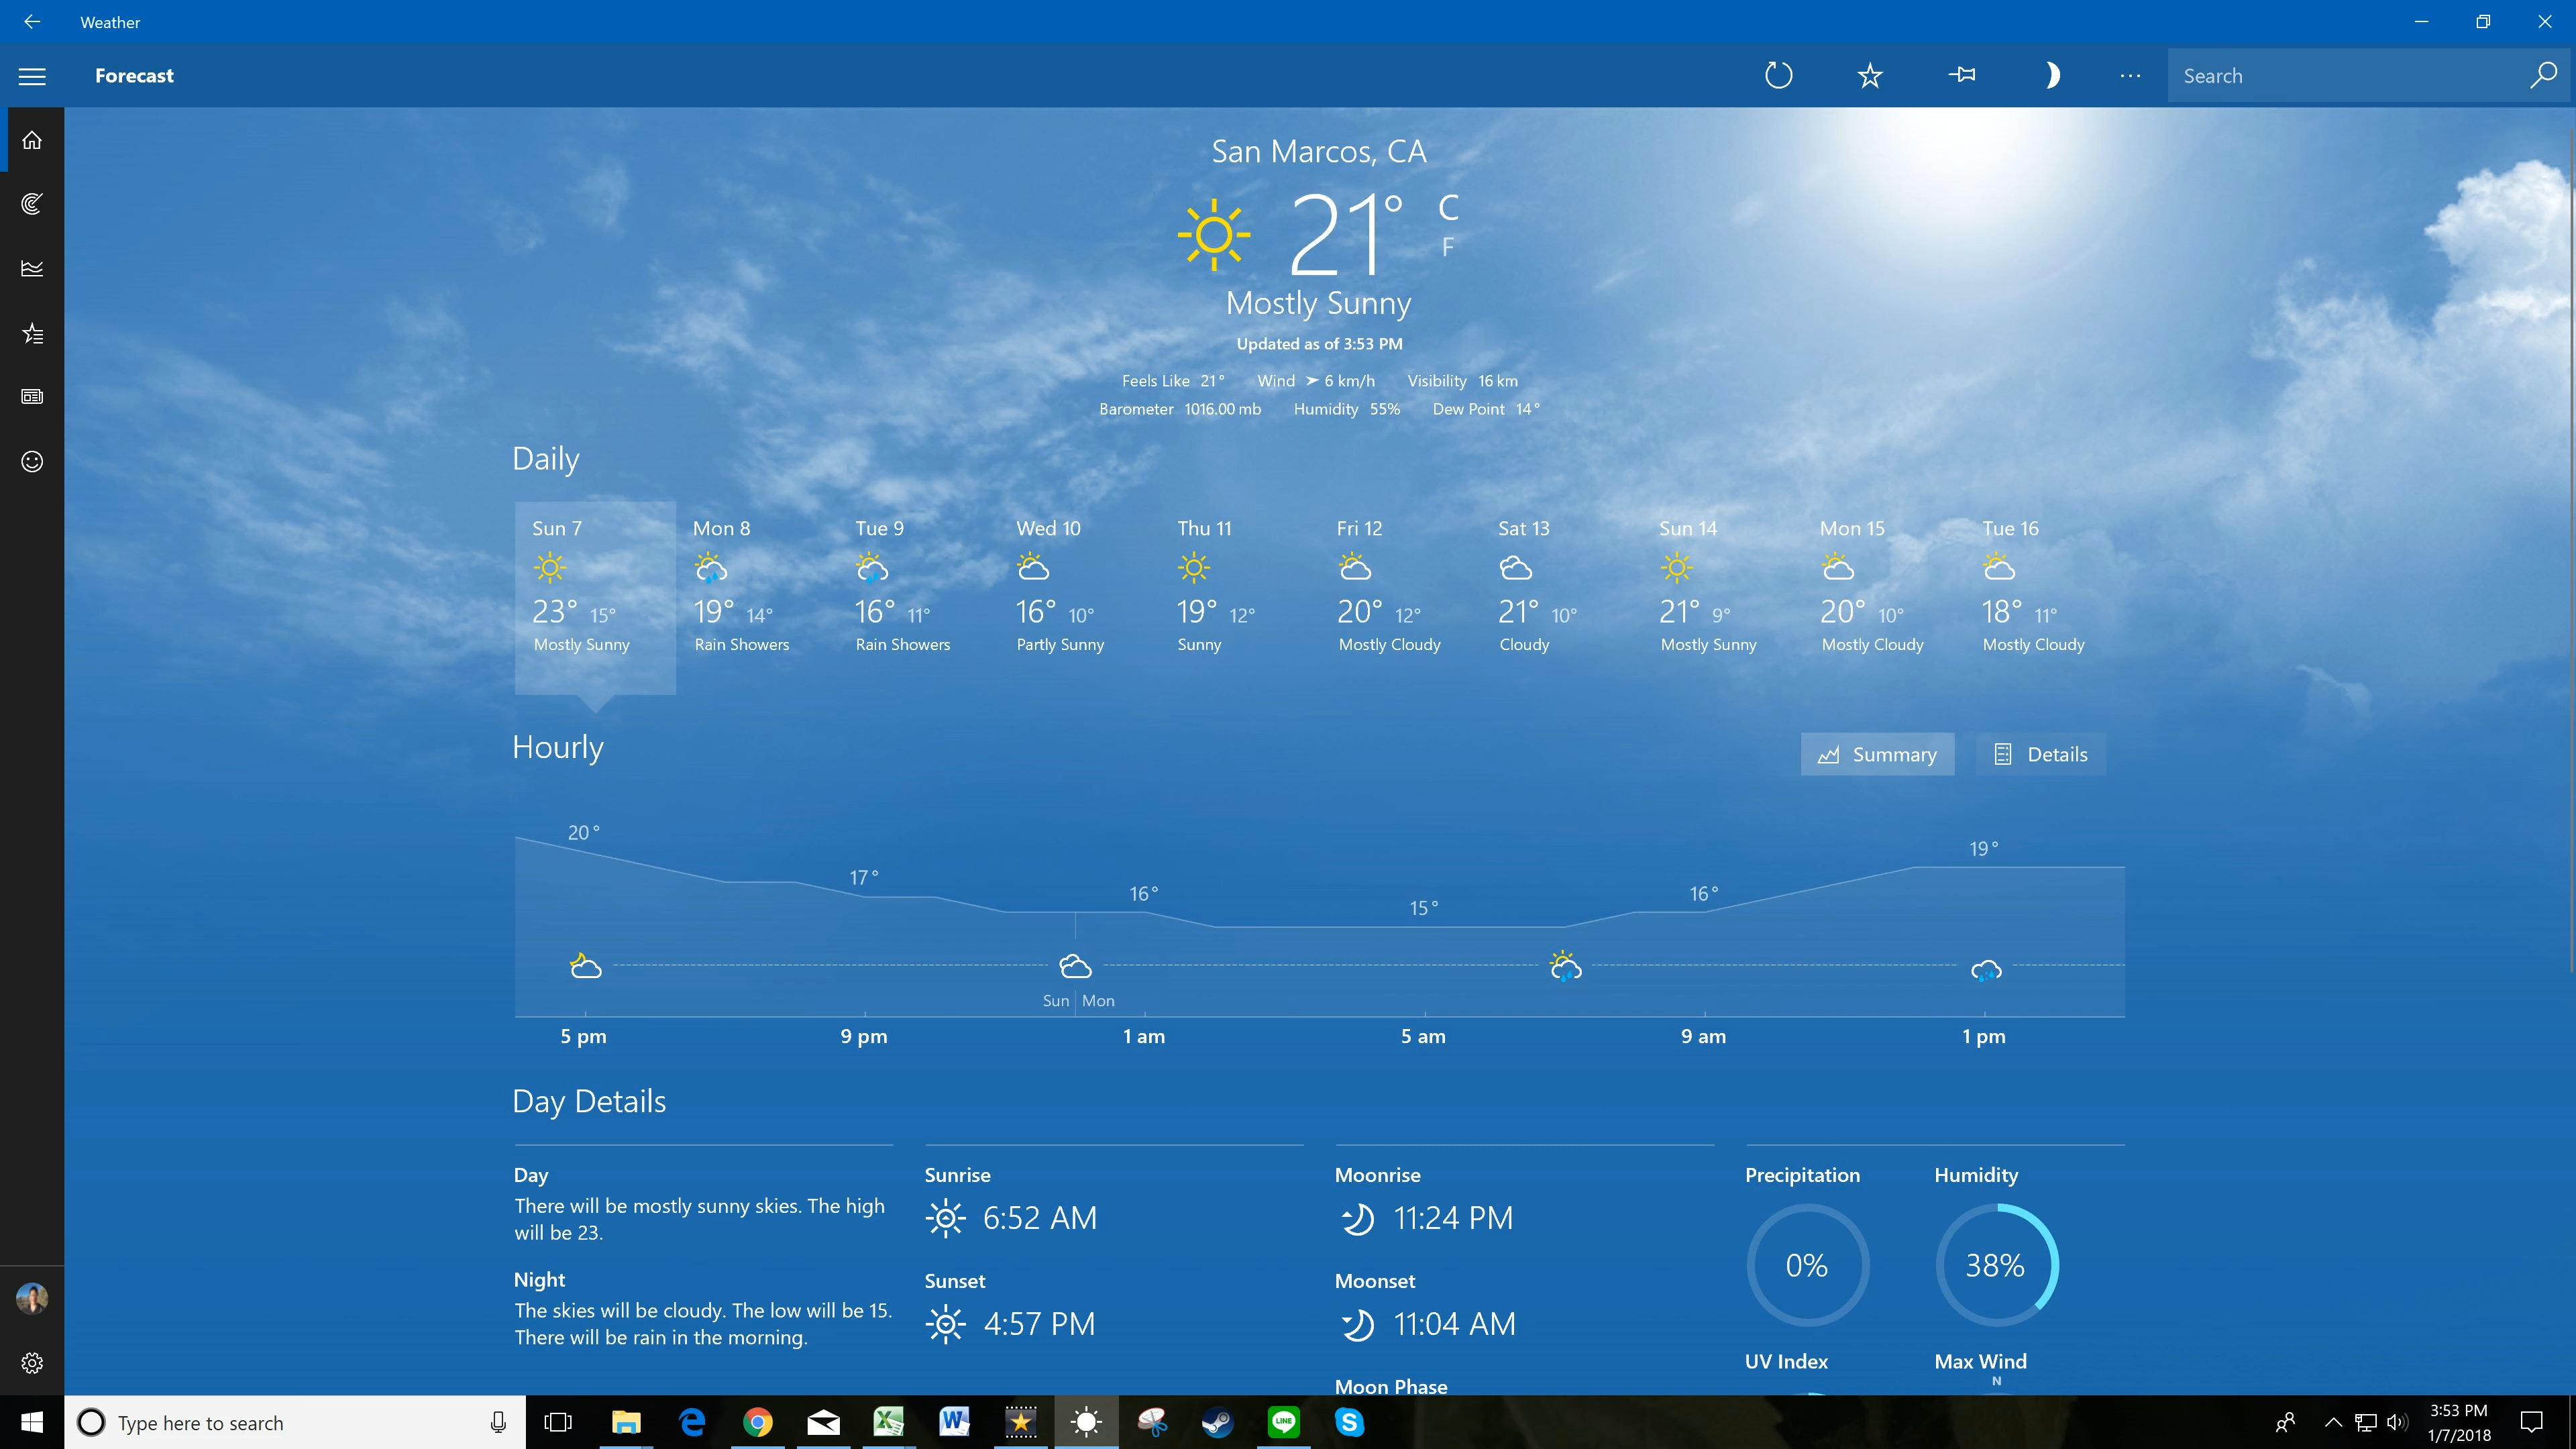 Weather
Forecast
Search
San Marcos, CA
21° C
F
Mostly Sunny
Updated as of 3:53 PM
Feels Like 21° Wind 6 km/h Visibility 16 km
Barometer 1016.00 mb Humidity 55% Dew Point 14°
Daily
Sun 7 Mon 8 Tue 9 Wed 10 Thu 11 Fri 12 Sat 13 Sun 14 Mon 15 Tue 16
23° 15° 19° 14° 16° 11° 16° 10° 19° 12° 20° 12° 21° 10° 21° 9° 20° 10° 18° 11°
Mostly Sunny Rain Showers Rain Showers Partly Sunny Sunny Mostly Cloudy Cloudy Mostly Sunny Mostly Cloudy Mostly Cloudy
Hourly
Summary Details
20° 17° 16° 15° 16° 19°
Sun Mon
5 pm 9 pm 1 am 5 am 9 am 1 pm
Day Details
Day
There will be mostly sunny skies. The high
will be 23.
Night
The skies will be cloudy. The low will be 15.
There will be rain in the morning.
Sunrise
6:52 AM
Sunset
4:57 PM
Moonrise
11:24 PM
Moonset
11:04 AM
Moon Phase
Precipitation Humidity
0% 38%
UV Index Max Wind
N
Type here to search
LINE
3:53 PM
1/7/2018